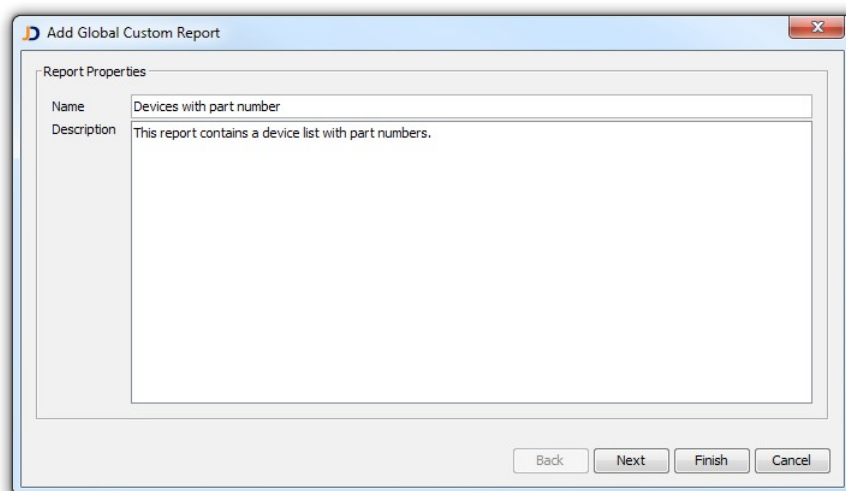 Add Global Custom Report
Report Properties
Name
Devices with part number
Description
This report contains a device list with part numbers.
Back
Next
Finish
Cancel